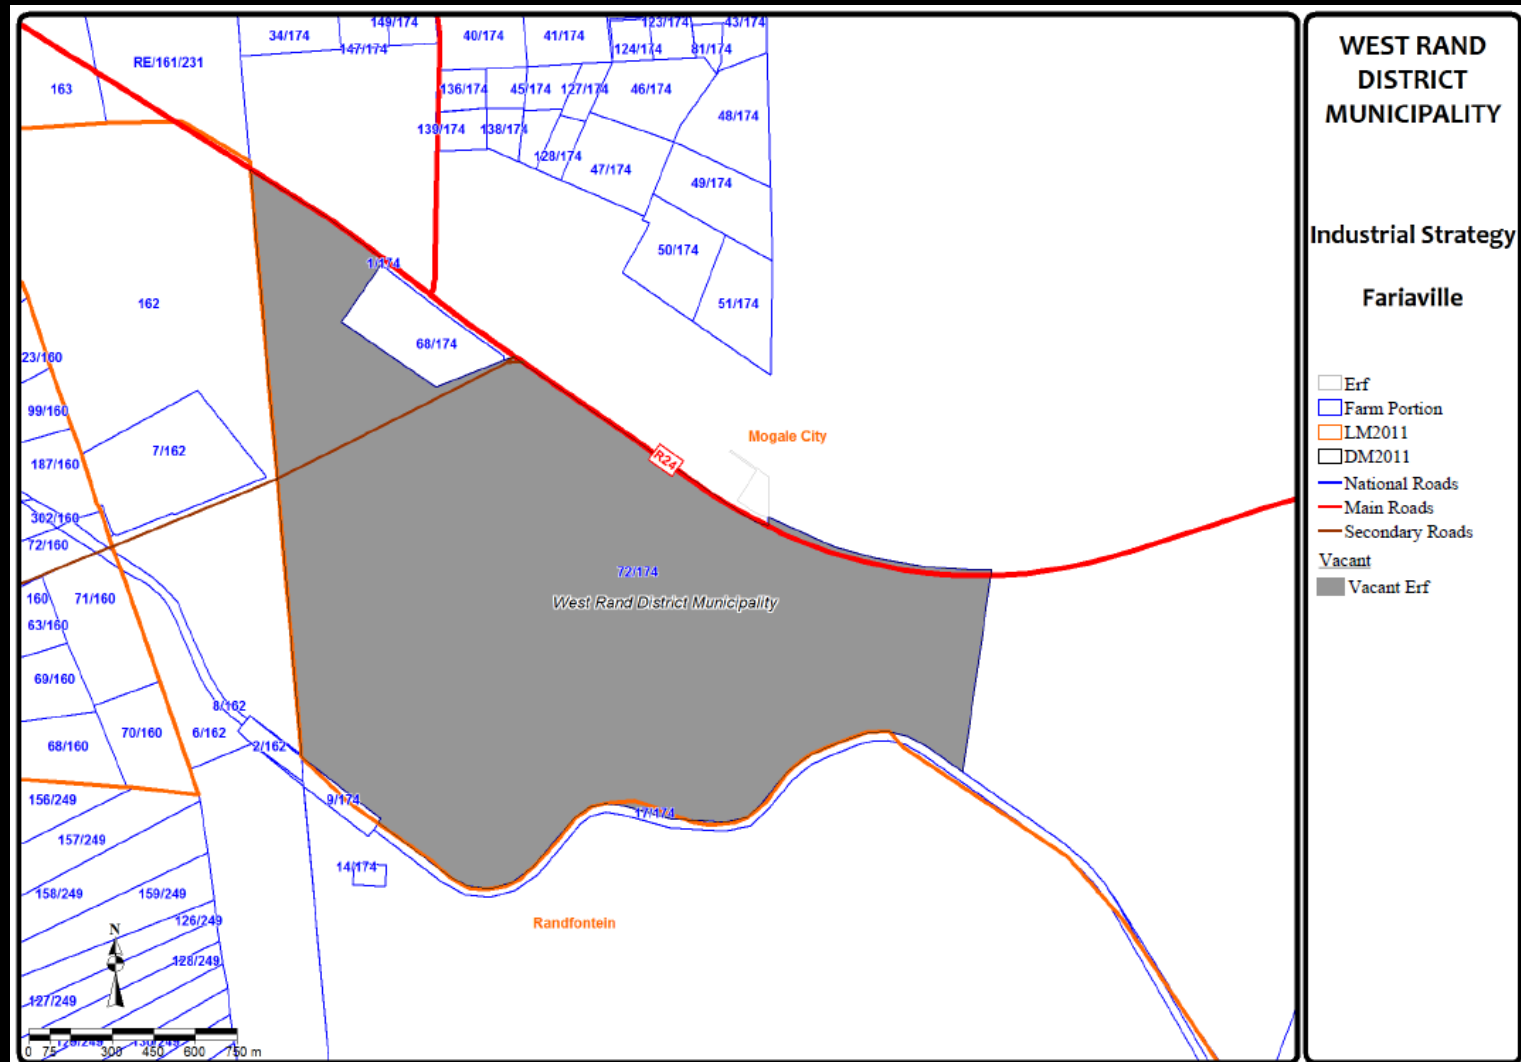 WEST RAND
DISTRICT
MUNICIPALITY
Industrial Strategy
Fariaville
Erf
Farm Portion
LM2011
DM2011
National Roads
Main Roads
Secondary Roads
Vacant
Vacant Erf
149/174
34/174
147/174
40/174
41/174
123/174
43/174
124/174
81/174
RE/161/231
163
136/174
45/174
127/174
46/174
48/174
139/174
138/174
128/174
47/174
49/174
50/174
51/174
1/174
162
68/174
23/160
99/160
187/160
7/162
Mogale City
R24
302/160
72/160
72/174
West Rand District Municipality
160
71/160
63/160
69/160
8/162
70/160
6/162
68/160
2/162
156/249
9/174
17/174
157/249
14/174
158/249
159/249
126/249
Randfontein
N
128/249
127/249
129/249
130/249
0 75 300 450 600 750 m